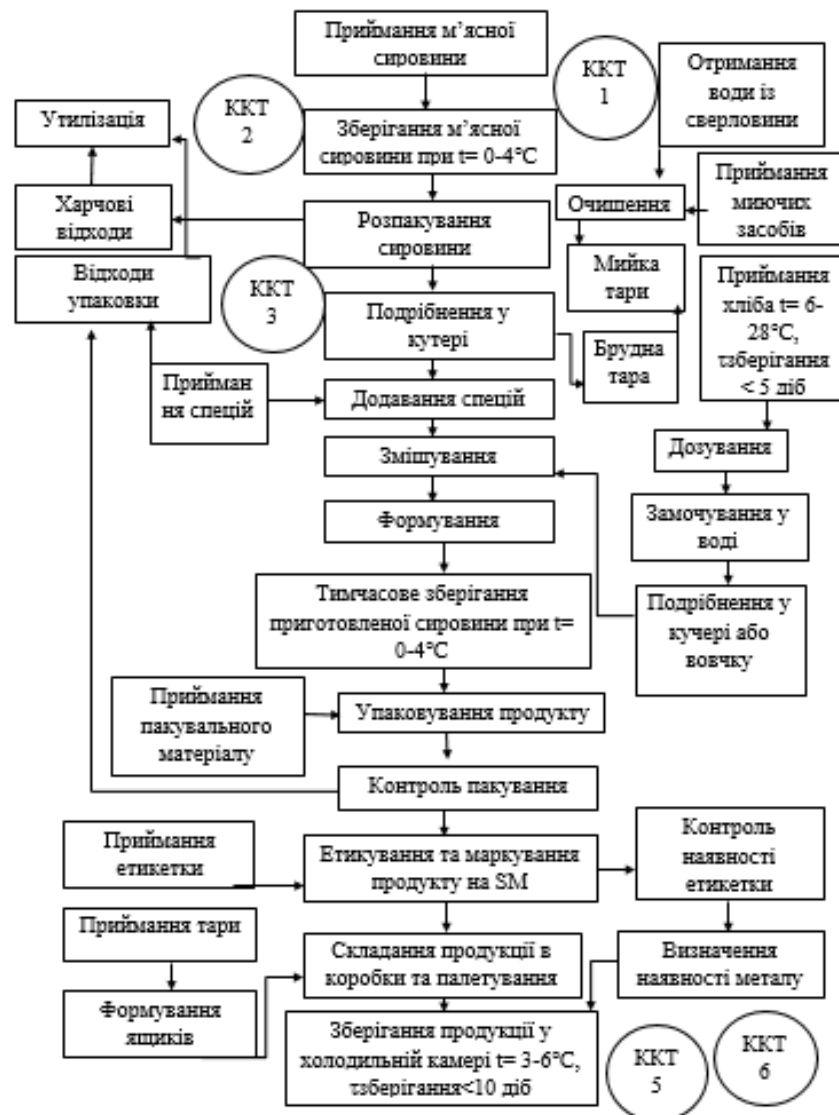 Приймання м’ясної
сировини
ККТ
1
Отримання
води із
сверловини
ККТ
2
Утилізація
Зберігання м’ясної
сировини при t= 0-4°C
Приймання
миючих
засобів
Очишення
Харчові
відходи
Розпакування
сировини
Мийка
тари
Відходи
упаковки
ККТ
3
Приймання
хліба t= 6-
28°C,
τзберігання
< 5 діб
Подрібнення у
кутері
Брудна
тара
Прийман
ня спецій
Додавання спецій
Змішування
Дозування
Формування
Замочування у
воді
Тимчасове зберігання
приготовленої сировини при t=
0-4°C
Подрібнення у
кучері або
вовчку
Приймання
пакувального
матеріалу
Упаковування продукту
Контроль пакування
Приймання
етикетки
Етикування та маркування
продукту на SM
Контроль
наявності
етикетки
Приймання тари
Складання продукції в
коробки та палетування
Визначення
наявності металу
Формування
ящиків
Зберігання продукції у
холодильній камері t= 3-6°C,
τзберігання<10 діб
ККТ
5
ККТ
6